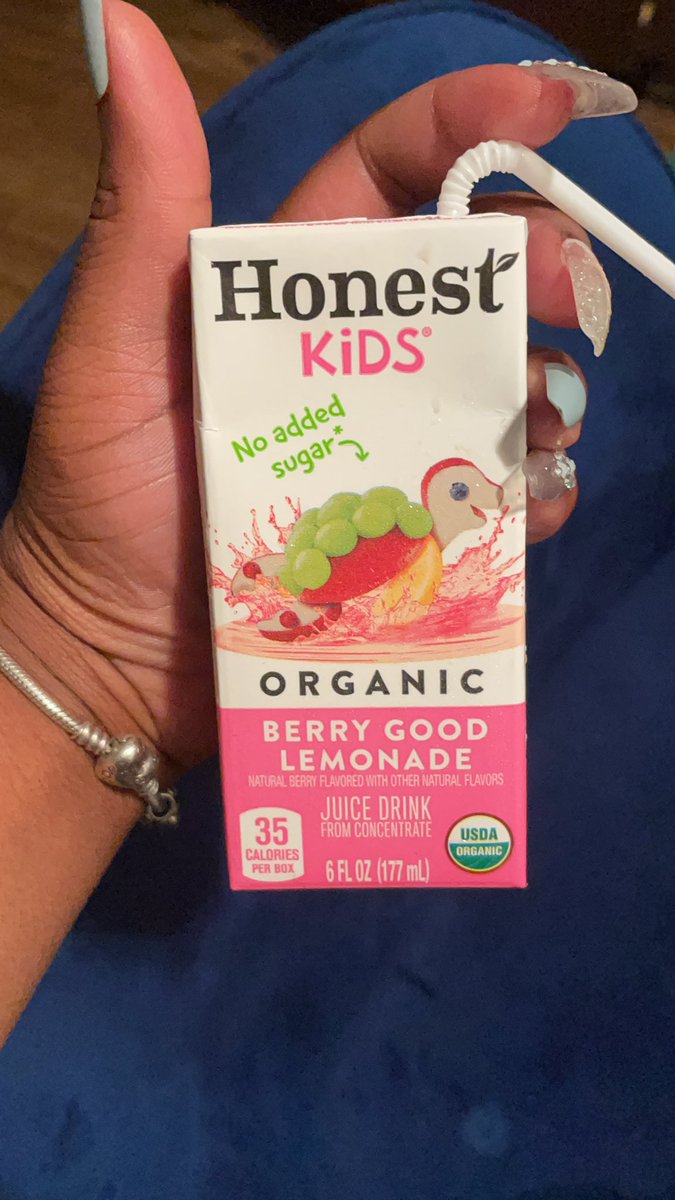 Honest
KiDS®
No added
sugar*
ORGANIC
BERRY GOOD
LEMONADE
NATURAL BERRY FLAVORED WITH OTHER NATURAL FLAVORS
JUICE DRINK
FROM CONCENTRATE
35
CALORIES
PER BOX
6 FL OZ (177 mL)
USDA
ORGANIC